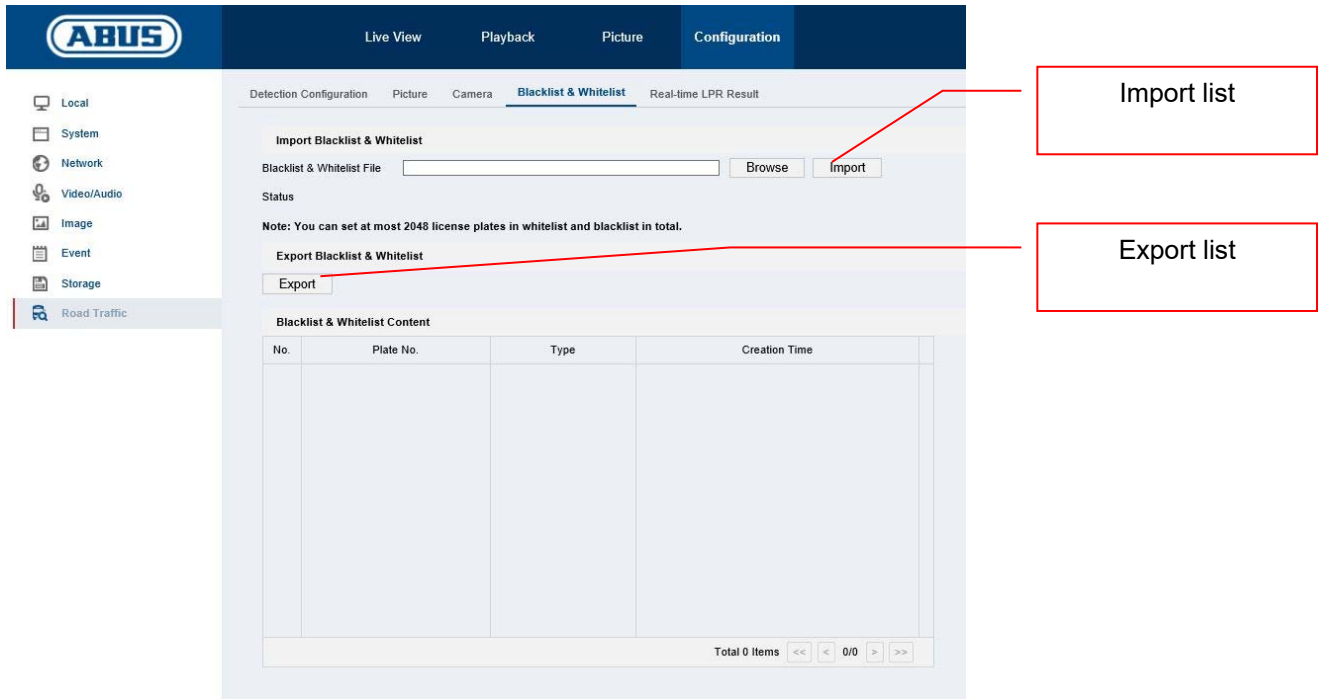 ABUS
Live View Playback Picture Configuration
Local
System
Network
Video/Audio
Image
Event
Storage
Road Traffic
Detection Configuration Picture Camera Blacklist & Whitelist Real-time LPR Result
Import Blacklist & Whitelist
Blacklist & Whitelist File Browse Import
Status
Note: You can set at most 2048 license plates in whitelist and blacklist in total.
Export Blacklist & Whitelist
Export
Blacklist & Whitelist Content
No. Plate No. Type Creation Time
Total 0 Items << < 0/0 > >>
Import list
Export list